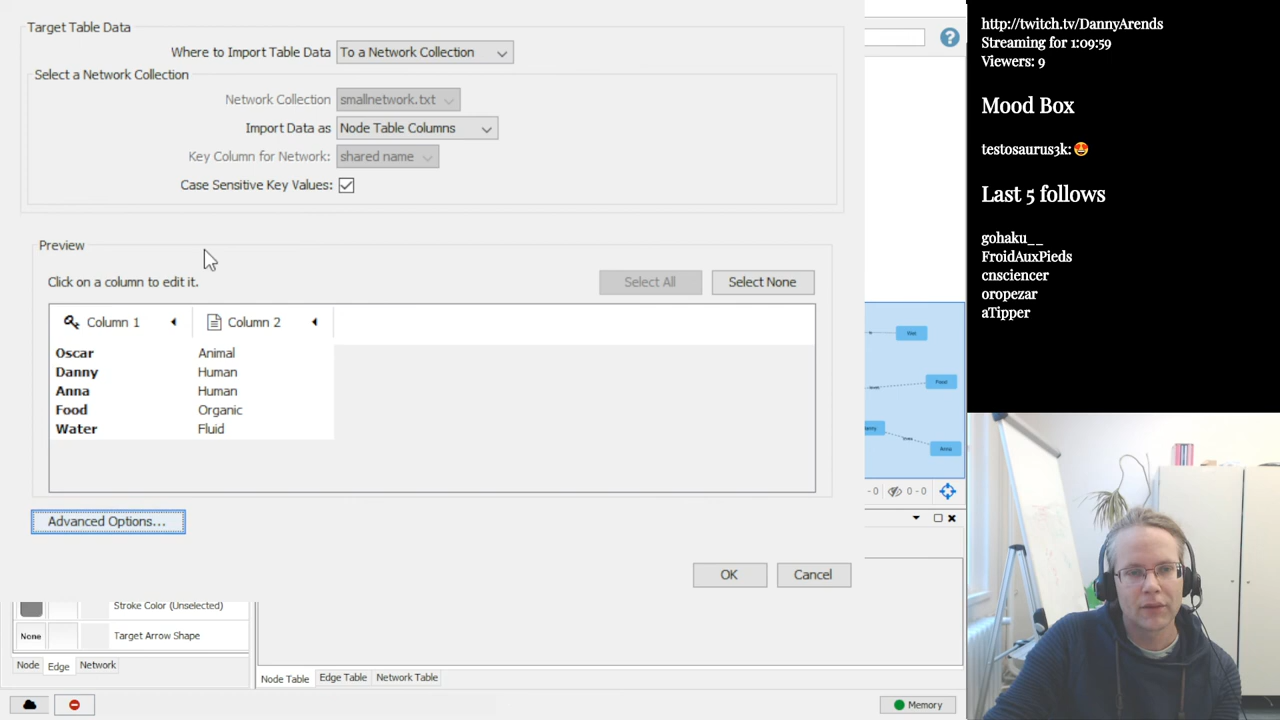 Target Table Data
Where to Import Table Data To a Network Collection
Select a Network Collection
Network Collection smallnetwork.txt
Import Data as Node Table Columns
Key Column for Network: shared name
Case Sensitive Key Values:
Preview
Click on a column to edit it.
Select All Select None
Column 1 Column 2
Oscar Animal
Danny Human
Anna Human
Food Organic
Water Fluid
Advanced Options...
OK Cancel
Stroke Color (Unselected)
None Target Arrow Shape
Node Edge Network
Food
Anna
- 0 0 - 0
Node Table Edge Table Network Table
Memory
http://twitch.tv/DannyArends
Streaming for 1:09:59
Viewers: 9
Mood Box
testosaurus3k:😍
Last 5 follows
gohaku__
FroidAuxPieds
cnsciencer
oropezar
aTipper